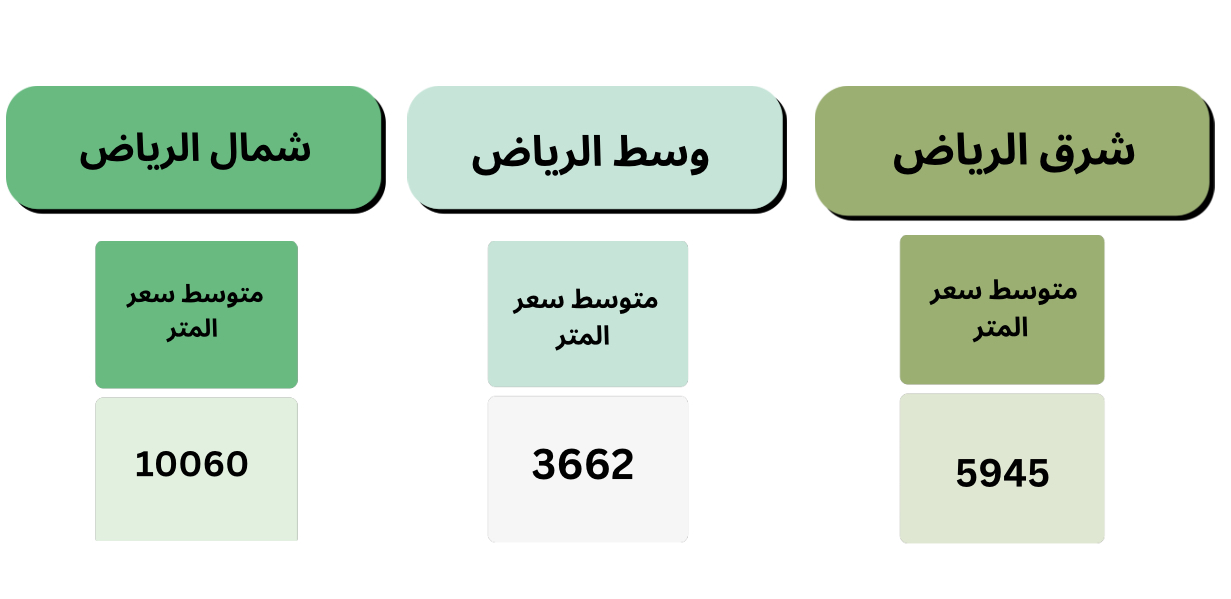 شرق الرياض
وسط الرياض
شمال الرياض
متوسط سعر
المتر
متوسط سعر
المتر
متوسط سعر
المتر
5945
3662
10060